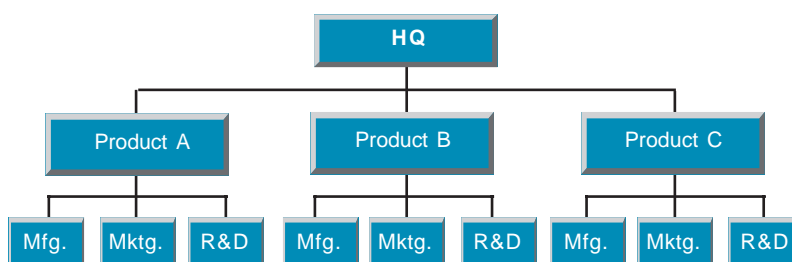 HQ
Product A
Product B
Product C
Mfg.
Mktg.
R&D
Mfg.
Mktg.
R&D
Mfg.
Mktg.
R&D